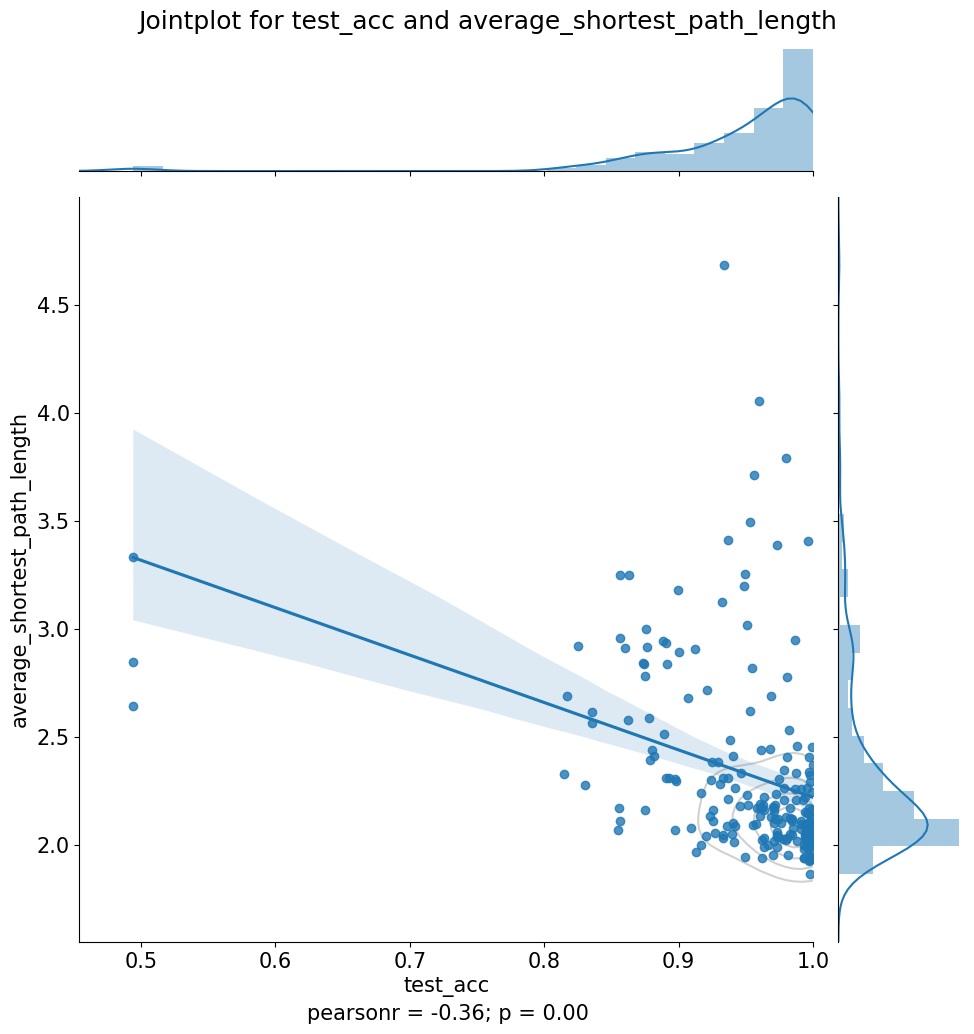 Jointplot for test_acc and average_shortest_path_length
average_shortest_path_length
4.5
4.0
3.5
3.0
2.5
2.0
0.5 0.6 0.7 0.8 0.9 1.0
test_acc
pearsonr = -0.36; p = 0.00